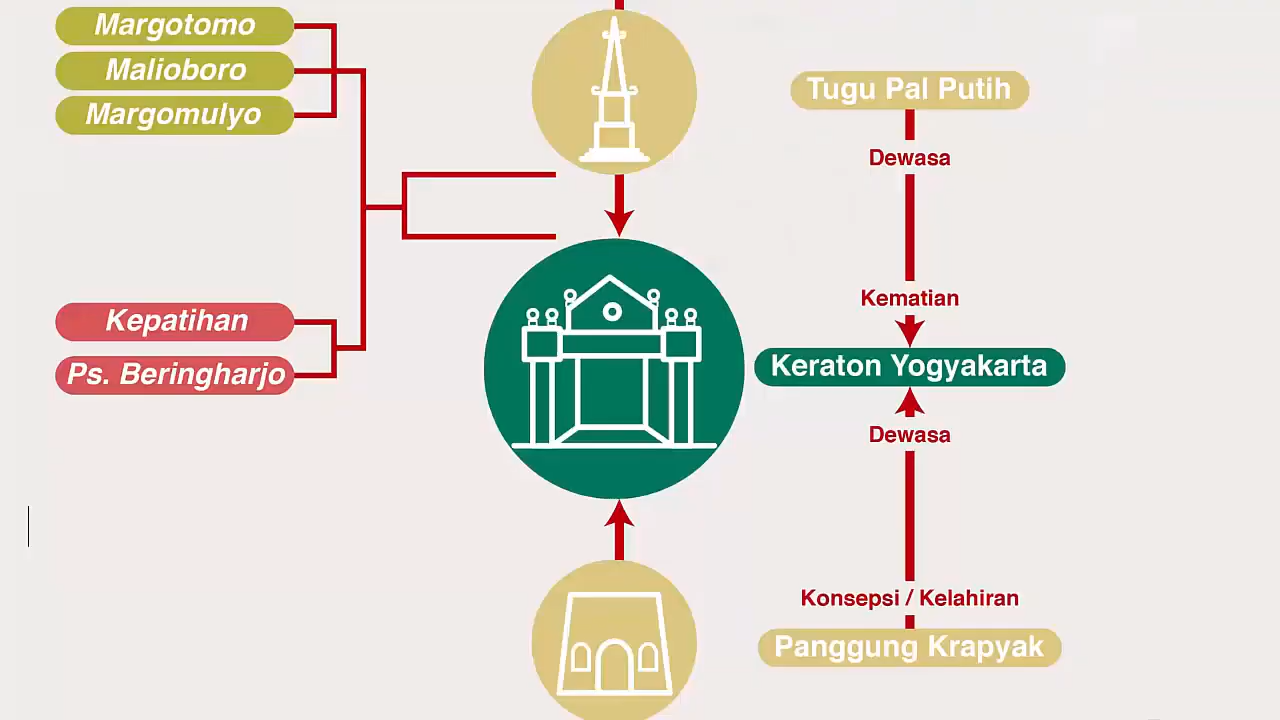 Margotomo
Malioboro
Margomulyo
Kepatihan
Ps. Beringharjo
Tugu Pal Putih
Dewasa
Kematian
Keraton Yogyakarta
Dewasa
Konsepsi / Kelahiran
Panggung Krapyak